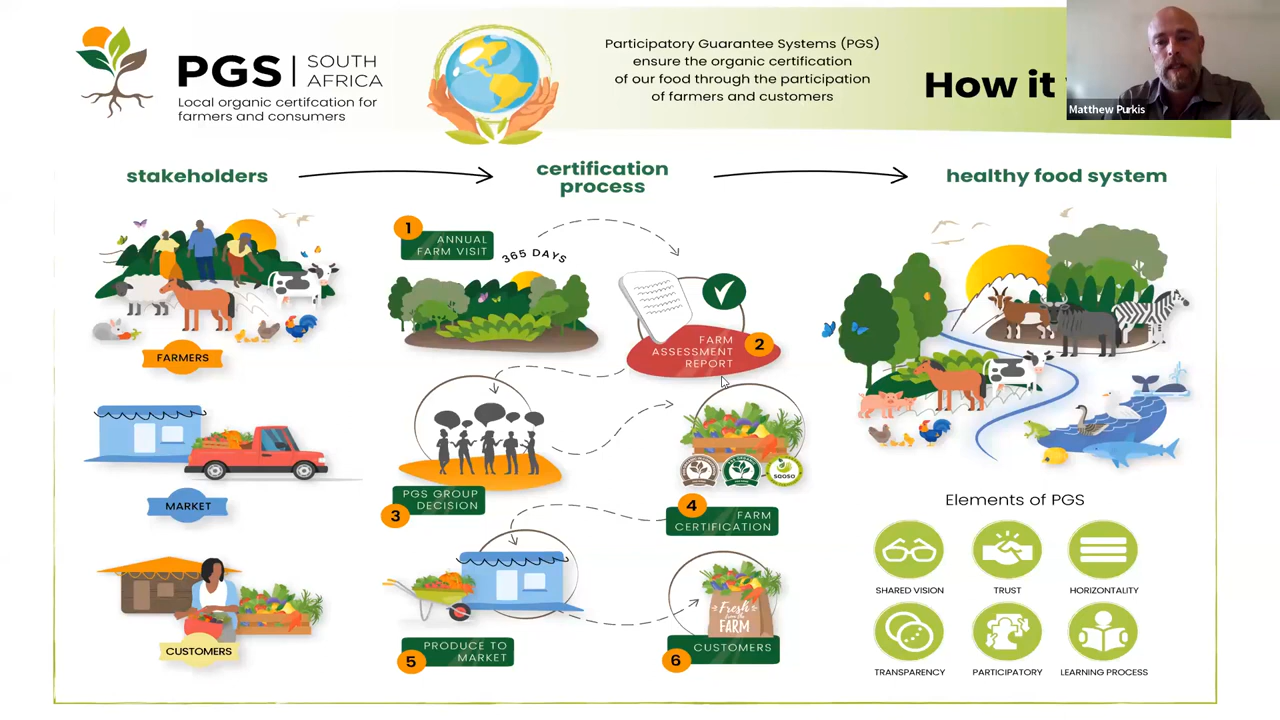 PGS | SOUTH AFRICA
Local organic certifcation for
farmers and consumers
Participatory Guarantee Systems (PGS)
ensure the organic certification
of our food through the participation
of farmers and customers
How it
Matthew Purkis
stakeholders
certification
process
healthy food system
FARMERS
MARKET
CUSTOMERS
1
ANNUAL
FARM VISIT
365 DAYS
FARM
ASSESSMENT
REPORT
2
PGS GROUP
DECISION
3
SQOSO
4
FARM
CERTIFICATION
PRODUCE TO
MARKET
5
Fresh
from the
FARM
CUSTOMERS
6
Elements of PGS
SHARED VISION
TRUST
HORIZONTALITY
TRANSPARENCY
PARTICIPATORY
LEARNING PROCESS